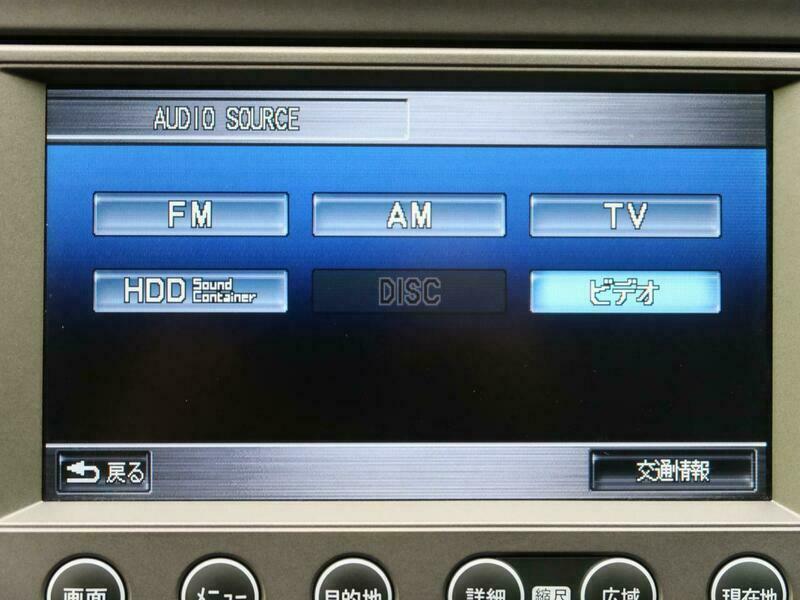 AUDIO SOURCE
FM AM TV
HDD Sound Container DISC ビデオ
戻る 交通情報
画面 メニュー 目的地 詳細 縮尺 広域 現在地